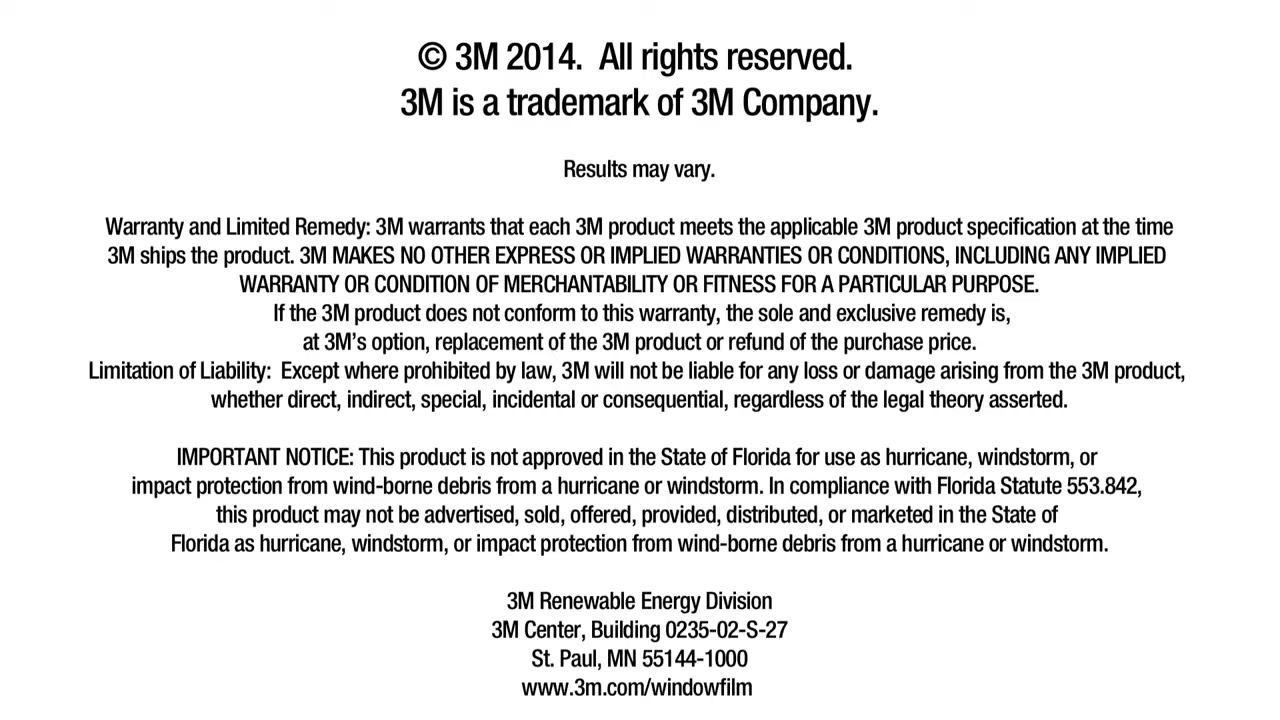 © 3M 2014.  All rights reserved.
3M is a trademark of 3M Company.
Results may vary.
Warranty and Limited Remedy: 3M warrants that each 3M product meets the applicable 3M product specification at the time
3M ships the product. 3M MAKES NO OTHER EXPRESS OR IMPLIED WARRANTIES OR CONDITIONS, INCLUDING ANY IMPLIED
WARRANTY OR CONDITION OF MERCHANTABILITY OR FITNESS FOR A PARTICULAR PURPOSE.
If the 3M product does not conform to this warranty, the sole and exclusive remedy is,
at 3M’s option, replacement of the 3M product or refund of the purchase price.
Limitation of Liability:  Except where prohibited by law, 3M will not be liable for any loss or damage arising from the 3M product,
whether direct, indirect, special, incidental or consequential, regardless of the legal theory asserted.
IMPORTANT NOTICE: This product is not approved in the State of Florida for use as hurricane, windstorm, or
impact protection from wind-borne debris from a hurricane or windstorm. In compliance with Florida Statute 553.842,
this product may not be advertised, sold, offered, provided, distributed, or marketed in the State of
Florida as hurricane, windstorm, or impact protection from wind-borne debris from a hurricane or windstorm.
3M Renewable Energy Division
3M Center, Building 0235-02-S-27
St. Paul, MN 55144-1000
www.3m.com/windowfilm